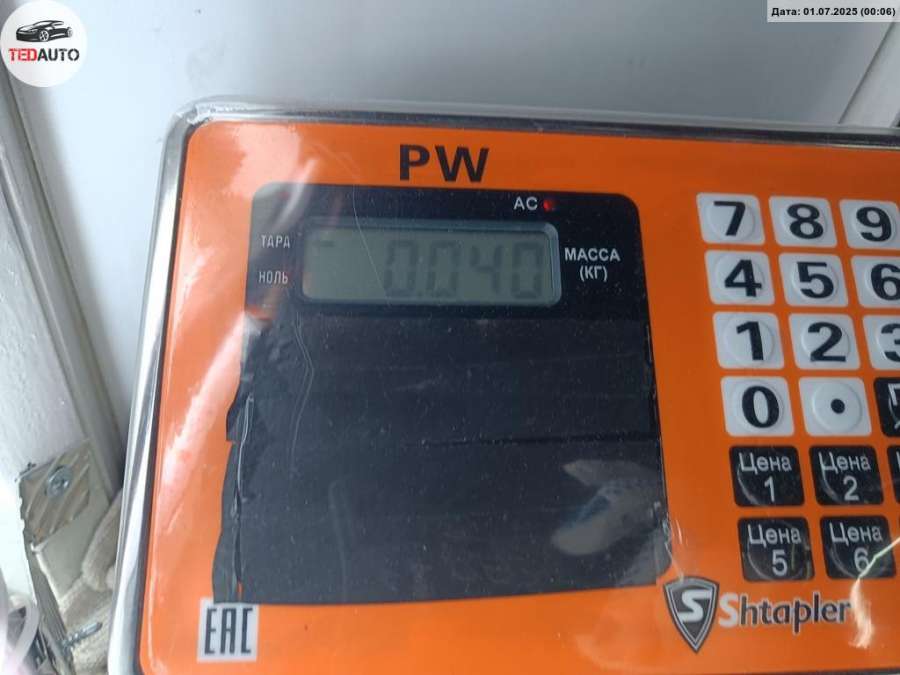 Дата: 01.07.2025 (00:06)
TEDAUTO
PW
AC
ТАРА
НОЛЬ
- 0.040
МАССА
(КГ)
7 8 9
4 5 6
1 2 3
0 •
Цена 1
Цена 2
Цена 5
Цена 6
EAC
S Shtapler